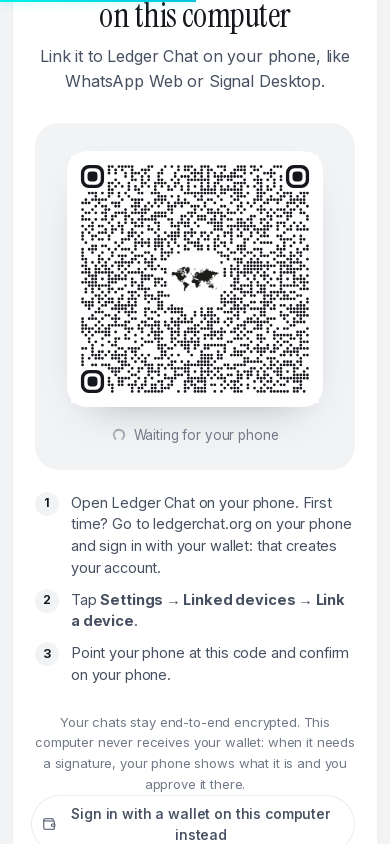 on this computer
Link it to Ledger Chat on your phone, like
WhatsApp Web or Signal Desktop.
Waiting for your phone
1 Open Ledger Chat on your phone. First
time? Go to ledgerchat.org on your phone
and sign in with your wallet: that creates
your account.
2 Tap Settings → Linked devices → Link
a device.
3 Point your phone at this code and confirm
on your phone.
Your chats stay end-to-end encrypted. This
computer never receives your wallet: when it needs
a signature, your phone shows what it is and you
approve it there.
Sign in with a wallet on this computer
instead